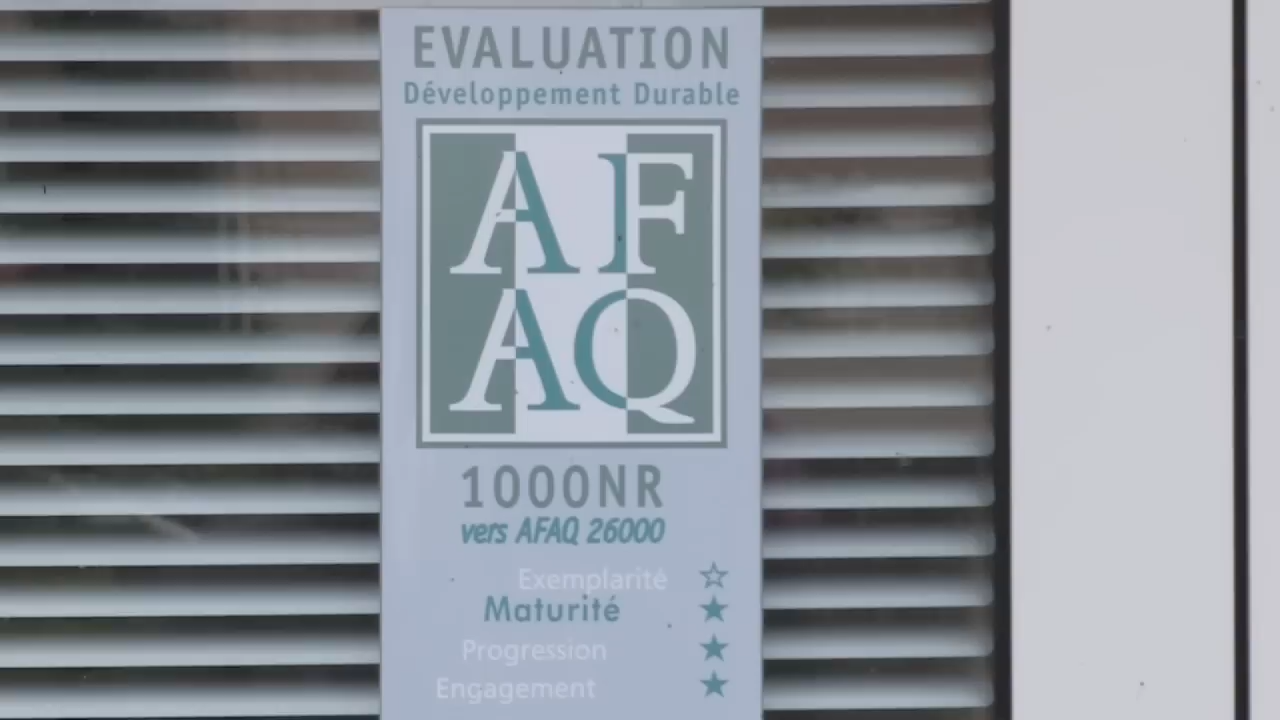 EVALUATION
Développement Durable
AF
AQ
1000NR
vers AFAQ 26000
Exemplarité
Maturité
Progression
Engagement